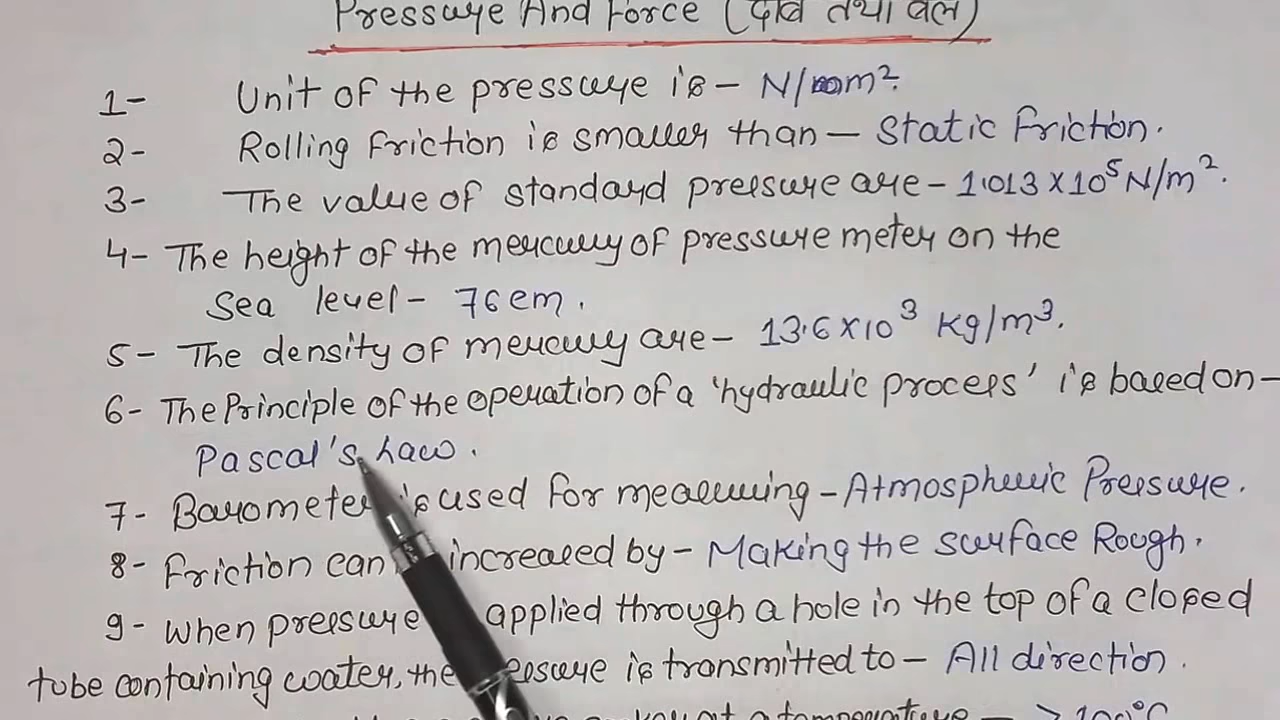 Pressure And Force (दाब तथा बल)
1- Unit of the pressure is - N/m².
2- Rolling friction is smaller than - Static Friction.
3- The value of standard pressure are - 1.013 x 10⁵ N/m².
4- The height of the mercury of pressure meter on the
Sea level - 76 cm.
5- The density of mercury are - 13.6 x 10³ Kg/m³.
6- The Principle of the operation of a 'hydraulic process' is based on -
Pascal's Law.
7- Barometer is used for measuring - Atmospheric Pressure.
8- Friction can increased by - Making the surface Rough.
9- When pressure applied through a hole in the top of a closed
tube containing water, the pressure is transmitted to - All direction.
at a temperature - > 100°C